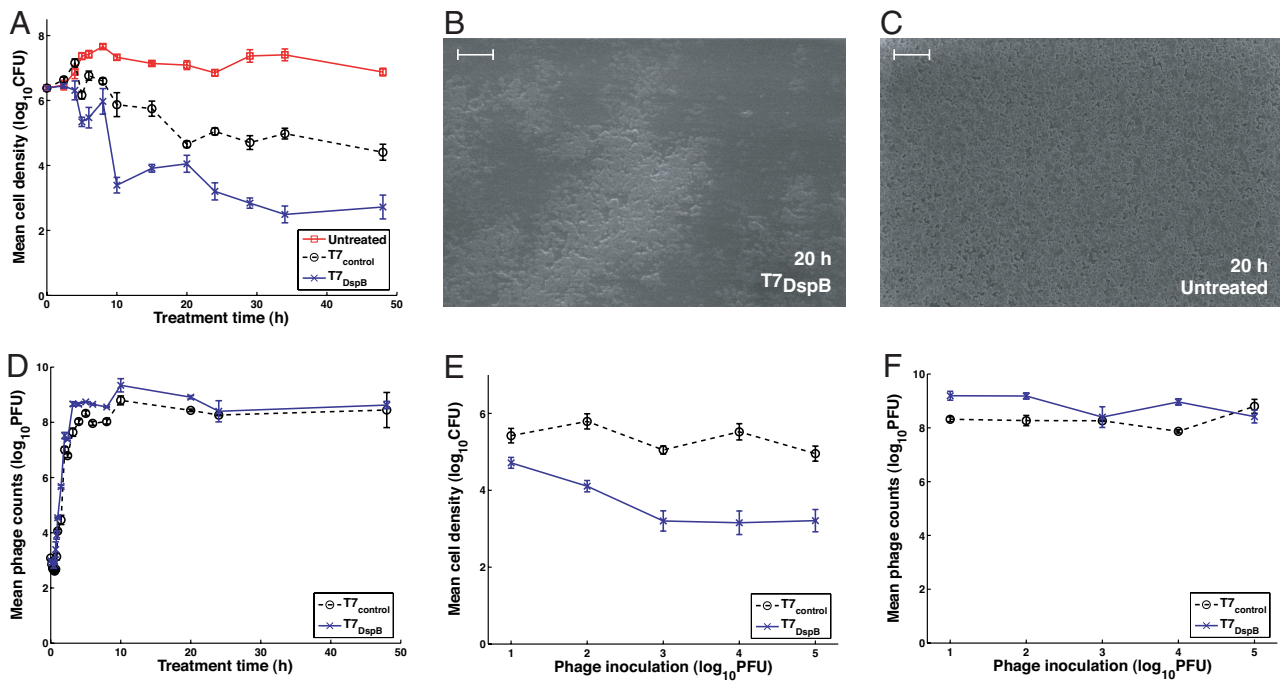 A
Mean cell density (log10CFU)
8
6
4
2
0
0 10 20 30 40 50
Treatment time (h)
Untreated
T7control
T7DspB
B
20 h
T7DspB
C
20 h
Untreated
D
Mean phage counts (log10PFU)
10
8
6
4
2
0
0 10 20 30 40 50
Treatment time (h)
T7control
T7DspB
E
Mean cell density (log10CFU)
6
4
2
0
1 2 3 4 5
Phage inoculation (log10PFU)
T7control
T7DspB
F
Mean phage counts (log10PFU)
10
8
6
4
2
0
1 2 3 4 5
Phage inoculation (log10PFU)
T7control
T7DspB